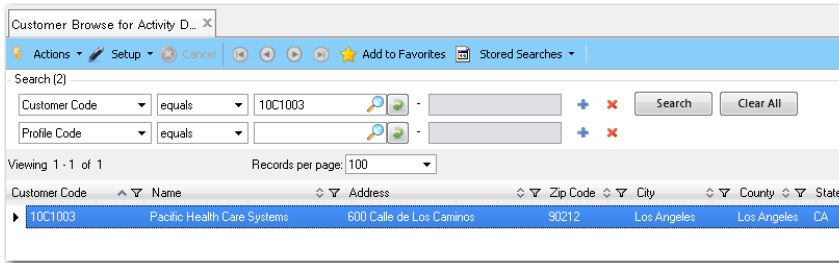 Customer Browse for Activity D... X
Actions Setup Cancel Add to Favorites Stored Searches
Search (2)
Customer Code equals 10C1003 - Search Clear All
Profile Code equals -
Viewing 1 - 1 of 1 Records per page: 100
Customer Code Name Address Zip Code City County State
10C1003 Pacific Health Care Systems 600 Calle de Los Caminos 90212 Los Angeles Los Angeles CA